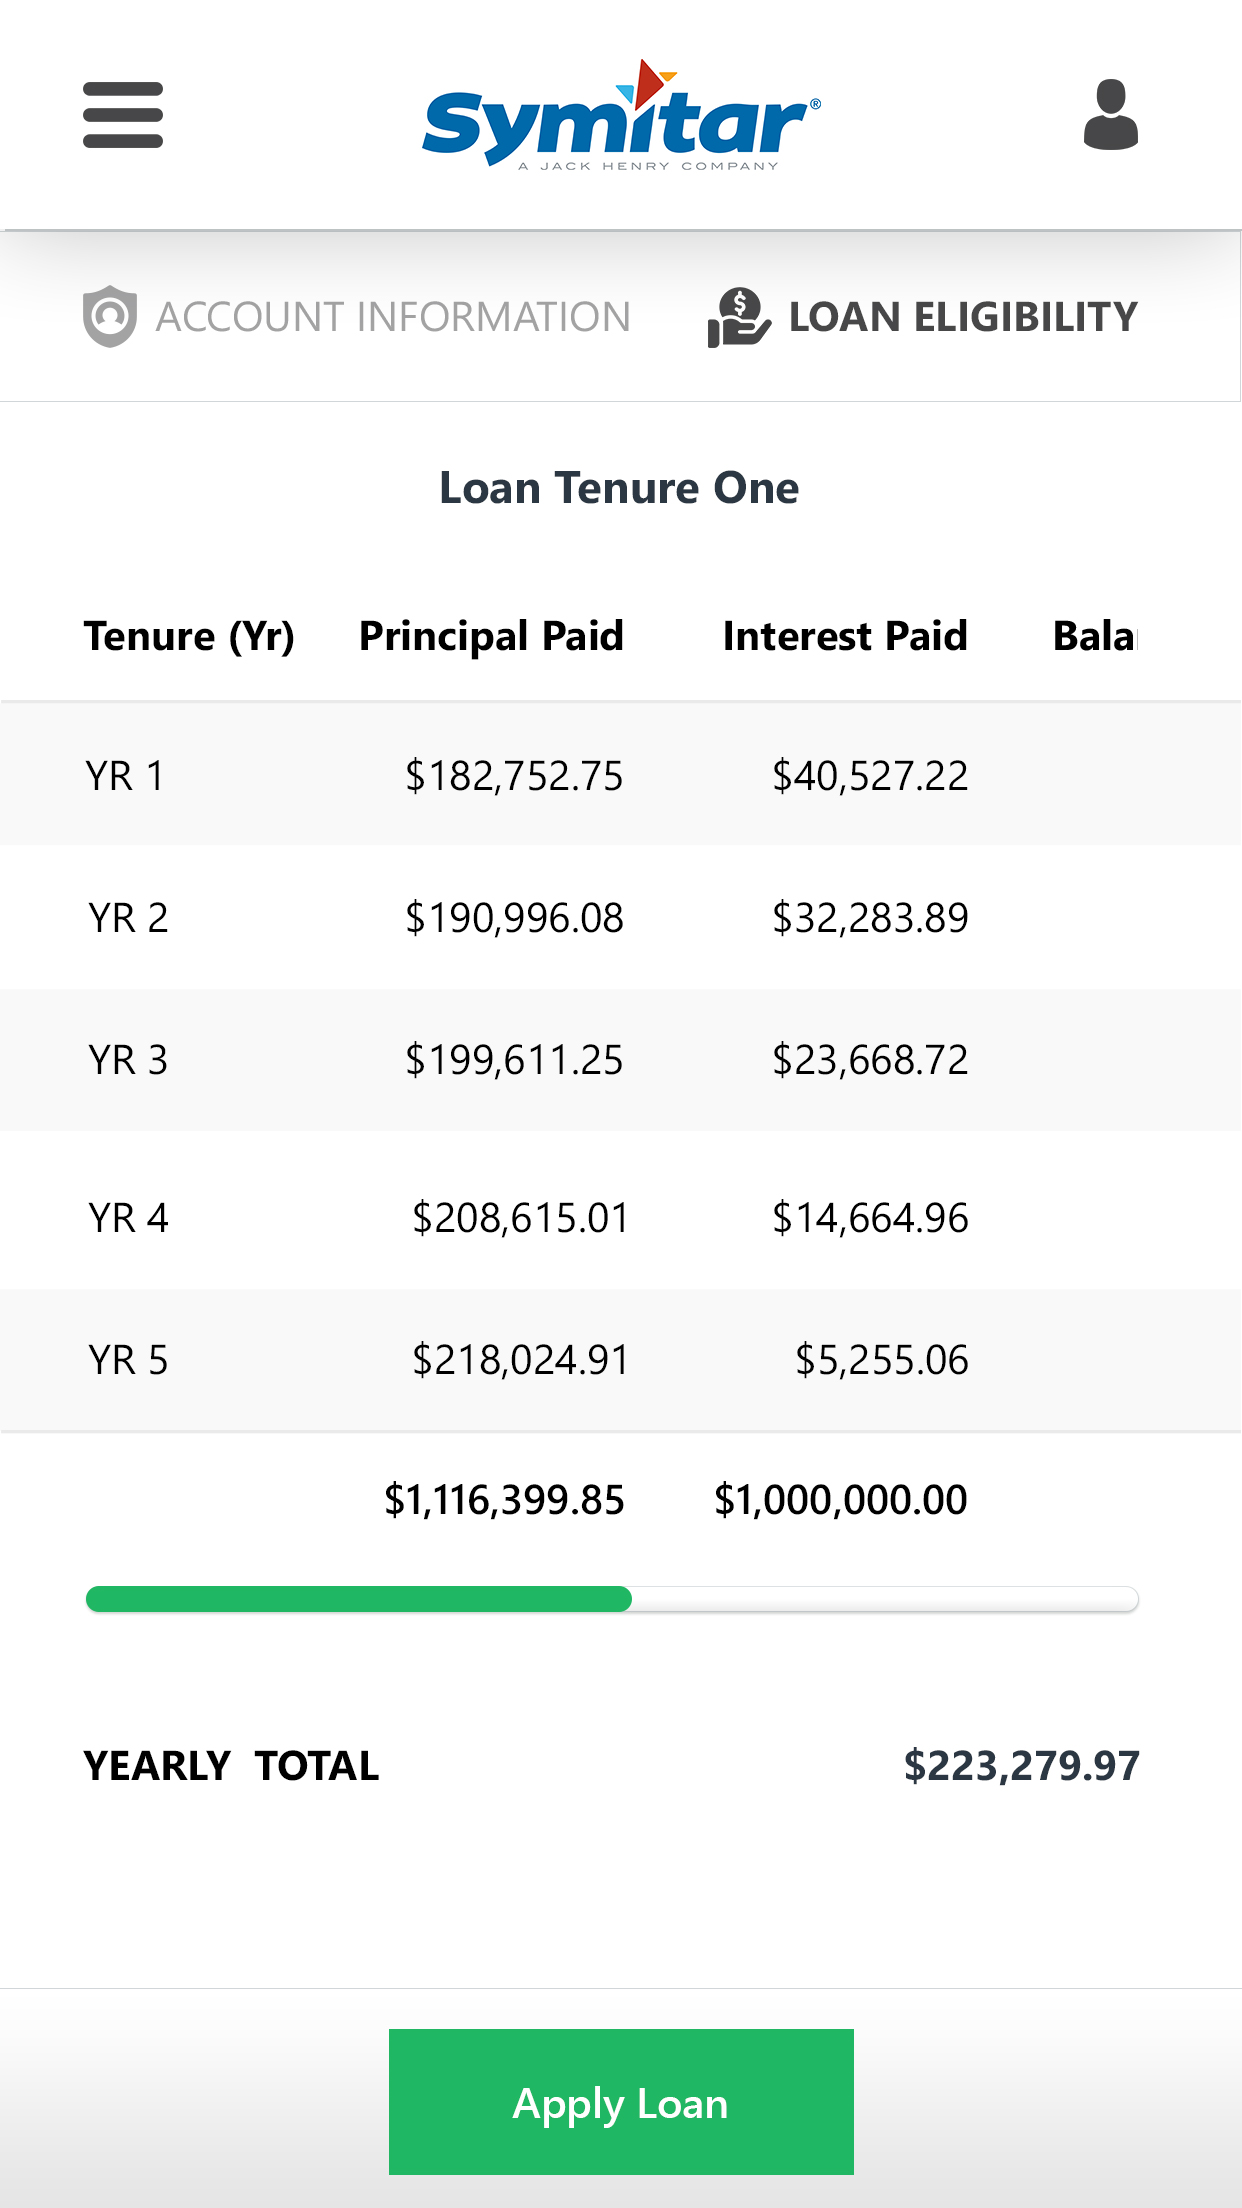 Symitar®
A JACK HENRY COMPANY
ACCOUNT INFORMATION LOAN ELIGIBILITY
Loan Tenure One
Tenure (Yr) Principal Paid Interest Paid Bala
YR 1 $182,752.75 $40,527.22
YR 2 $190,996.08 $32,283.89
YR 3 $199,611.25 $23,668.72
YR 4 $208,615.01 $14,664.96
YR 5 $218,024.91 $5,255.06
$1,116,399.85 $1,000,000.00
YEARLY TOTAL $223,279.97
Apply Loan